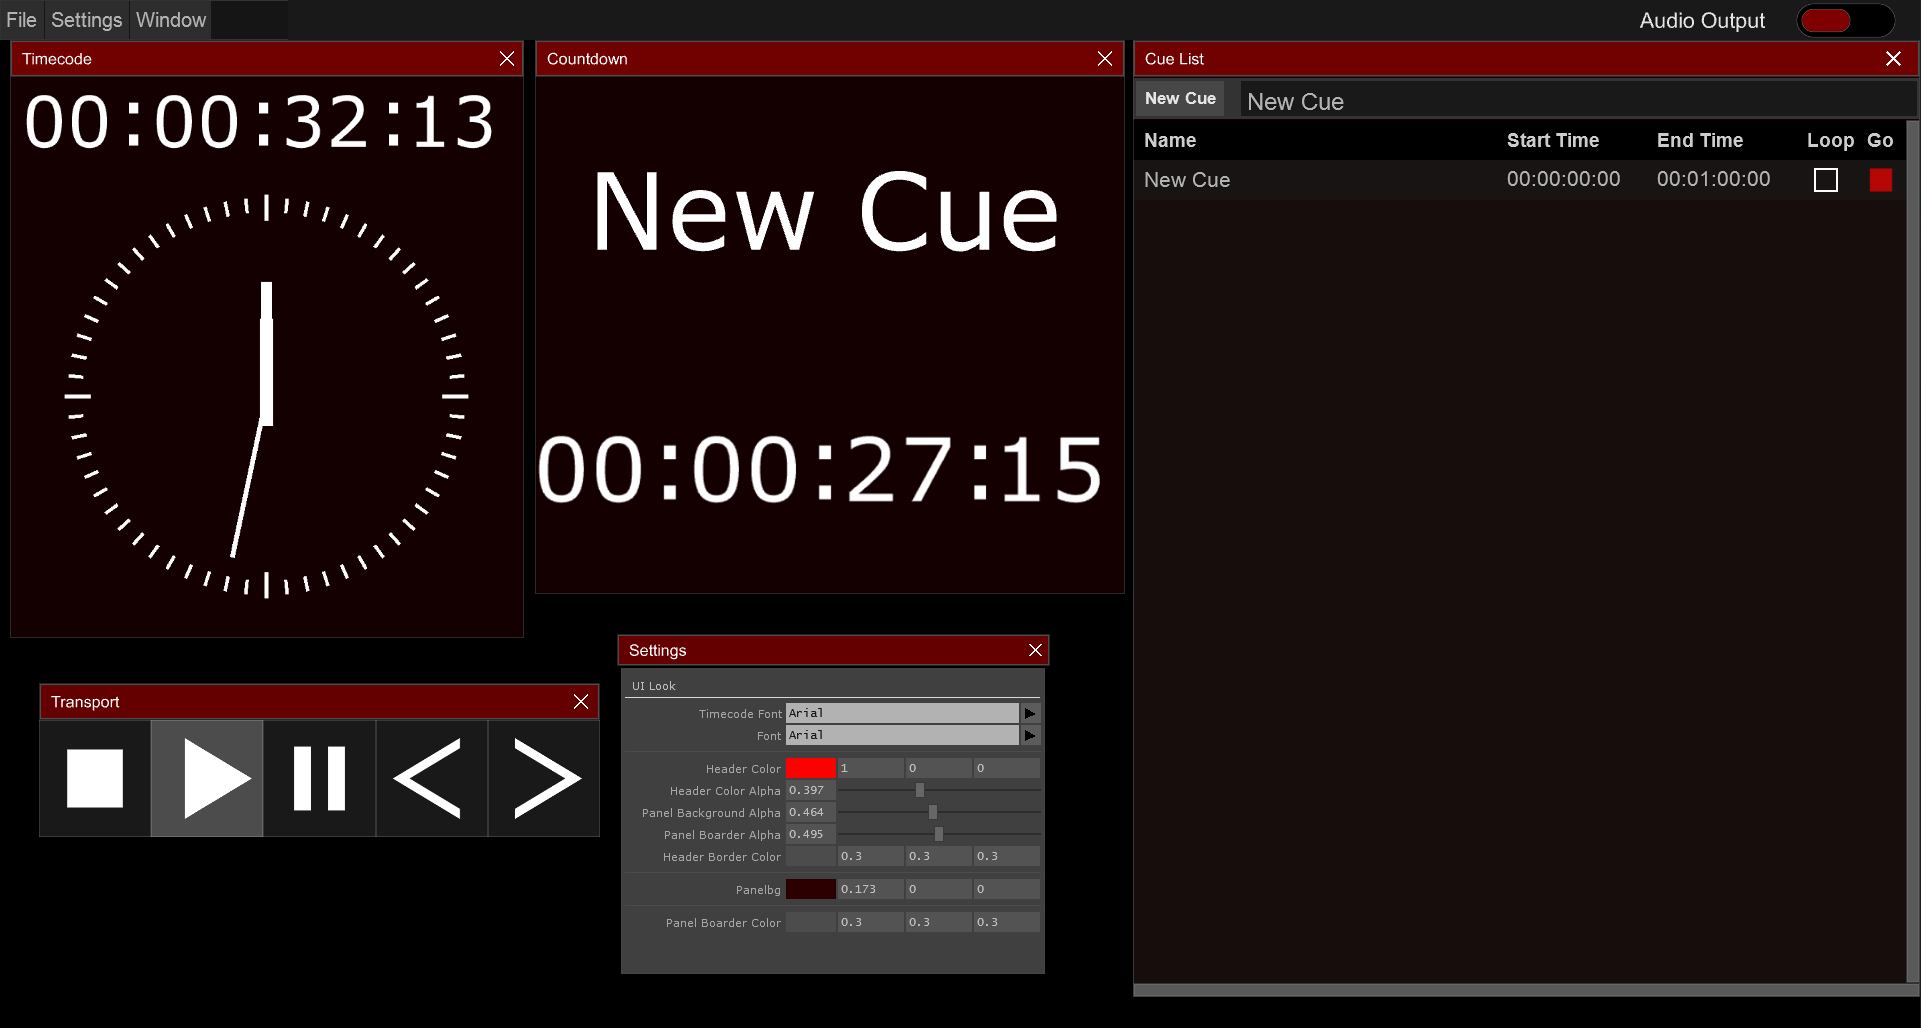 File Settings Window
Audio Output
Timecode
00:00:32:13
Countdown
New Cue
00:00:27:15
Cue List
New Cue New Cue
Name Start Time End Time Loop Go
New Cue 00:00:00:00 00:01:00:00
Transport
Settings
UI Look
Timecode Font Arial
Font Arial
Header Color 1 0 0
Header Color Alpha 0.397
Panel Background Alpha 0.464
Panel Boarder Alpha 0.495
Header Border Color 0.3 0.3 0.3
Panelbg 0.173 0 0
Panel Boarder Color 0.3 0.3 0.3